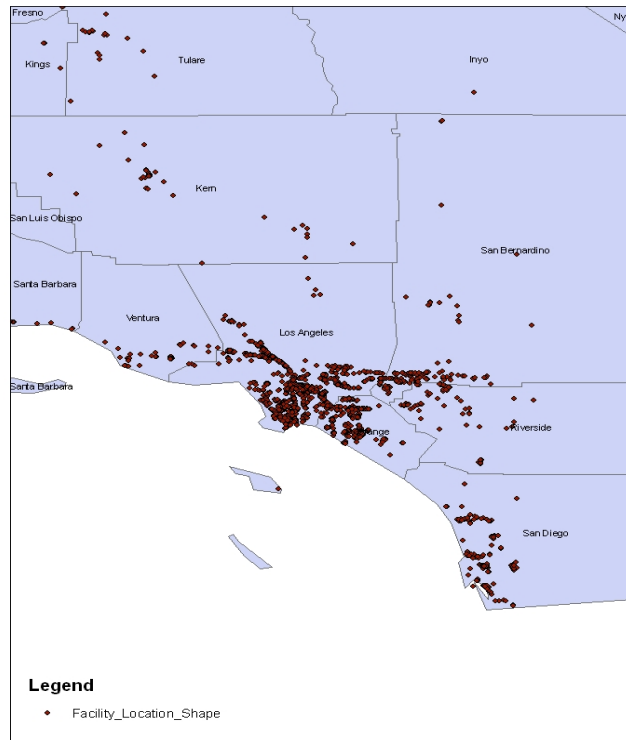 Fresno
Ny
Kings
Tulare
Inyo
Kern
San Luis Obispo
San Bernardino
Santa Barbara
Ventura
Los Angeles
Santa Barbara
Orange
Riverside
San Diego
Legend
Facility_Location_Shape